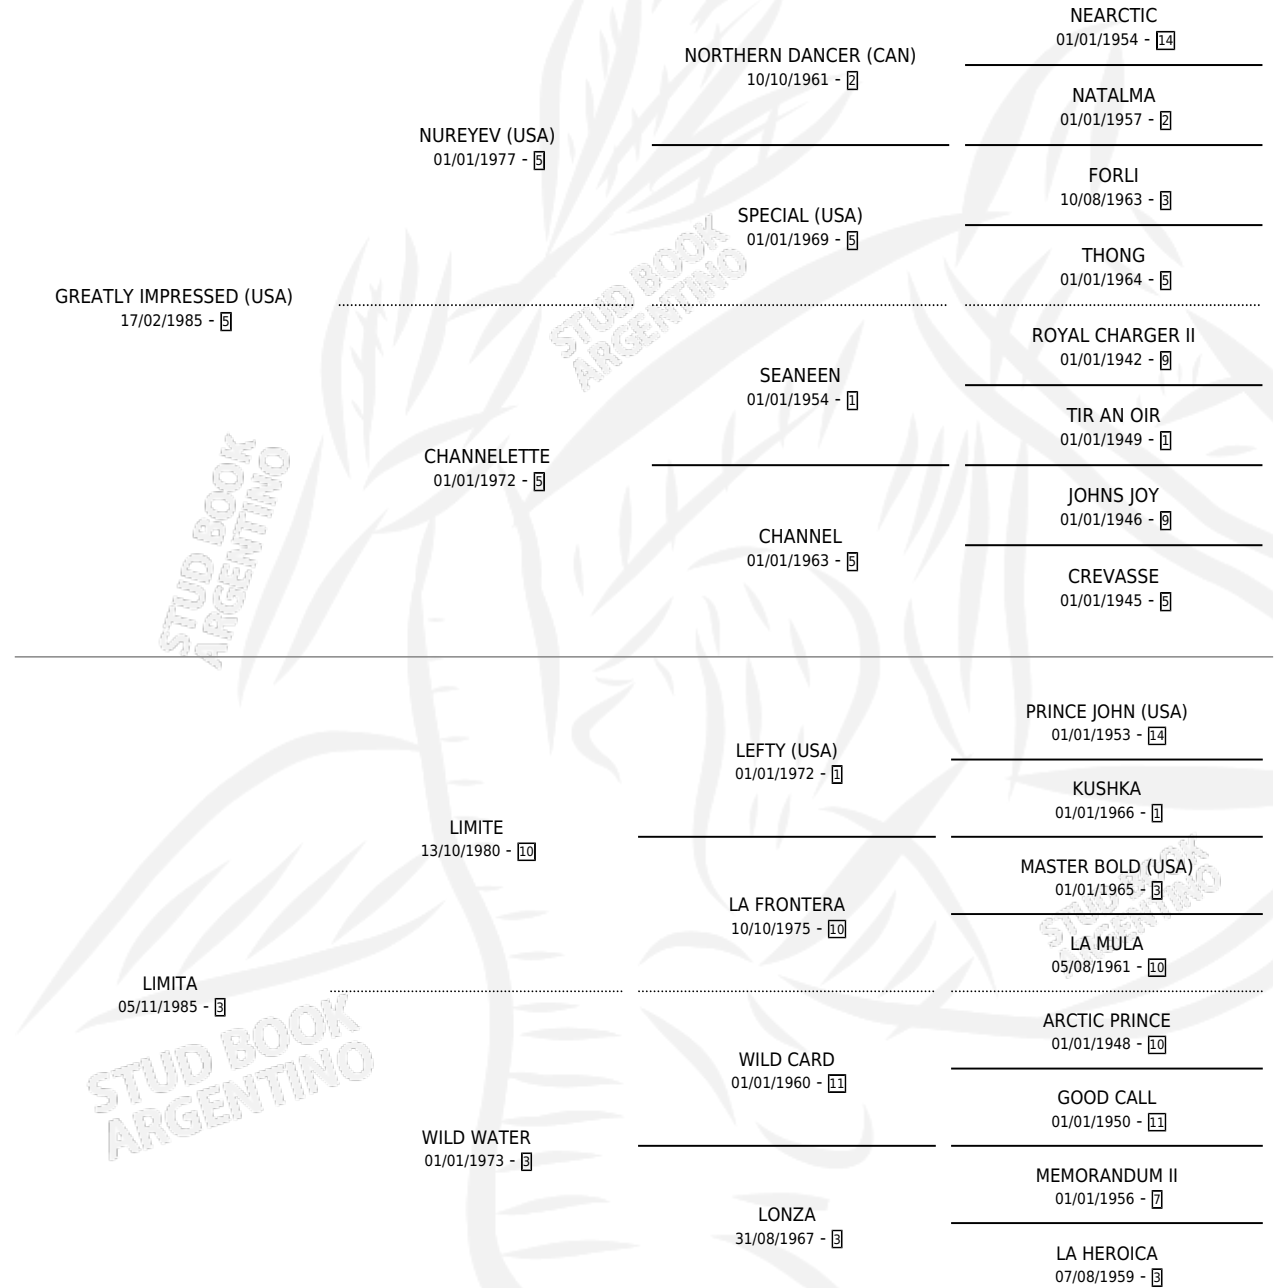 NEARCTIC
01/01/1954 - 14
NORTHERN DANCER (CAN)
10/10/1961 - 2
NATALMA
01/01/1957 - 2
NUREYEV (USA)
01/01/1977 - 5
FORLI
10/08/1963 - 3
SPECIAL (USA)
01/01/1969 - 5
THONG
01/01/1964 - 5
GREATLY IMPRESSED (USA)
17/02/1985 - 5
ROYAL CHARGER II
01/01/1942 - 9
SEANEEN
01/01/1954 - 1
TIR AN OIR
01/01/1949 - 1
CHANNELETTE
01/01/1972 - 5
JOHNS JOY
01/01/1946 - 9
CHANNEL
01/01/1963 - 5
CREVASSE
01/01/1945 - 5
PRINCE JOHN (USA)
01/01/1953 - 14
LEFTY (USA)
01/01/1972 - 1
KUSHKA
01/01/1966 - 1
LIMITE
13/10/1980 - 10
MASTER BOLD (USA)
01/01/1965 - 3
LA FRONTERA
10/10/1975 - 10
LA MULA
05/08/1961 - 10
LIMITA
05/11/1985 - 3
ARCTIC PRINCE
01/01/1948 - 10
WILD CARD
01/01/1960 - 11
GOOD CALL
01/01/1950 - 11
WILD WATER
01/01/1973 - 3
MEMORANDUM II
01/01/1956 - 7
LONZA
31/08/1967 - 3
LA HEROICA
07/08/1959 - 3
STUD BOOK
ARGENTINO
STUD BOOK
ARGENTINO
STUD BOOK
ARGENTINO
STUD BOOK
ARGENTINO